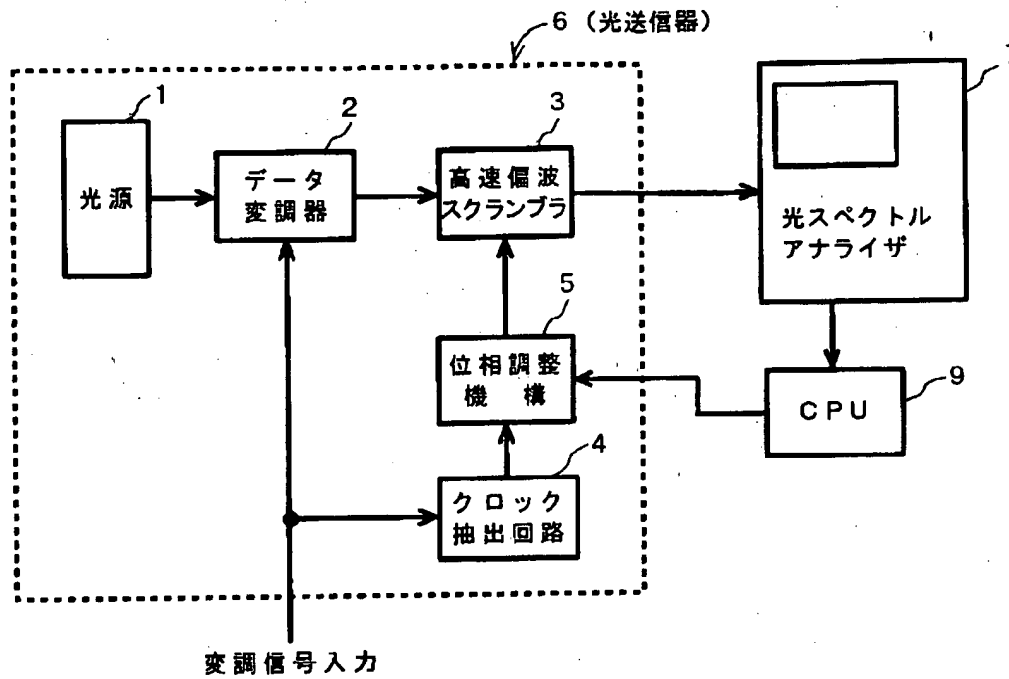 6（光送信器）
1
2
3
光源
データ
変調器
高速偏波
スクランブラ
光スペクトル
アナライザ
5
位相調整
機構
9
CPU
4
クロック
抽出回路
変調信号入力